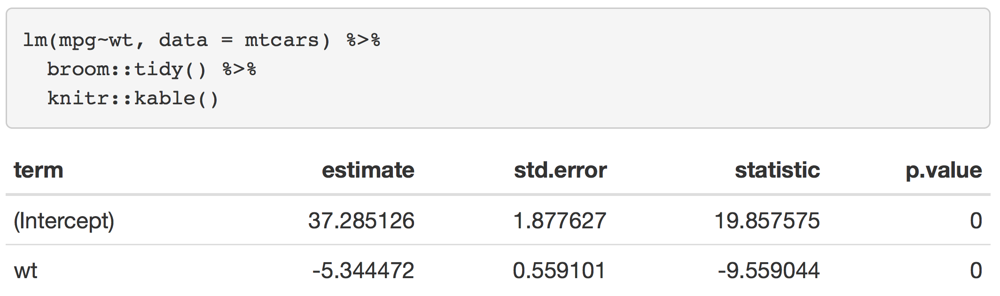 lm(mpg~wt, data = mtcars) %>%
  broom::tidy() %>%
  knitr::kable()
term estimate std.error statistic p.value
(Intercept) 37.285126 1.877627 19.857575 0
wt -5.344472 0.559101 -9.559044 0